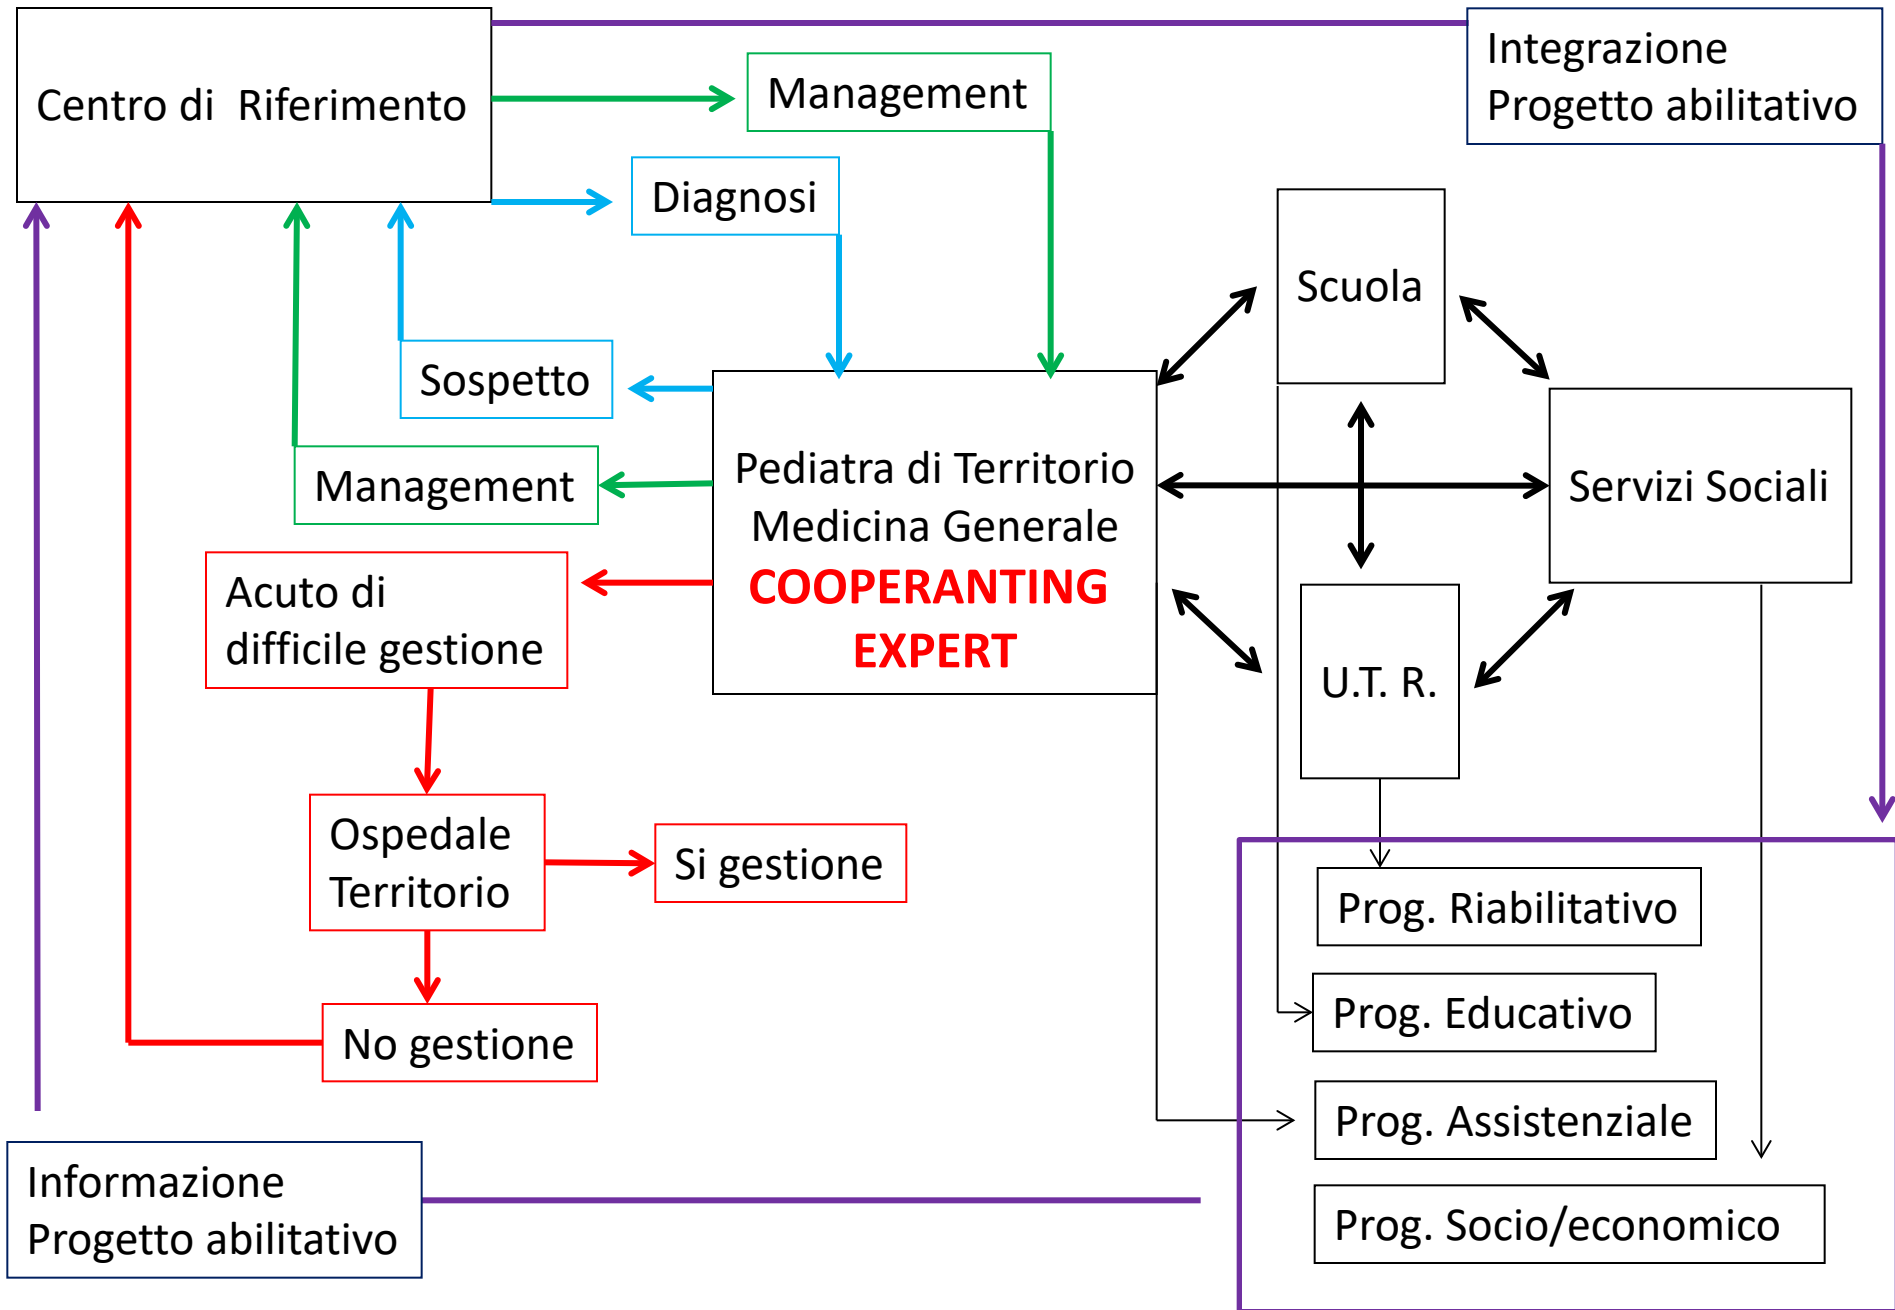 Centro di  Riferimento
Management
Integrazione
Progetto abilitativo
Diagnosi
Scuola
Sospetto
Management
Pediatra di Territorio
Medicina Generale
COOPERANTING
EXPERT
Servizi Sociali
Acuto di
difficile gestione
U.T. R.
Ospedale
Territorio
Si gestione
Prog. Riabilitativo
No gestione
Prog. Educativo
Prog. Assistenziale
Informazione
Progetto abilitativo
Prog. Socio/economico